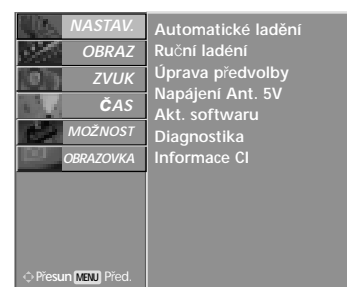 NASTAV.
OBRAZ
ZVUK
ČAS
MOŽNOST
OBRAZOVKA
Přesun MENU Před.
Automatické ladění
Ruční ladéní
Úprava předvolby
Napájení Ant. 5V
Akt. softwaru
Diagnostika
Informace CI